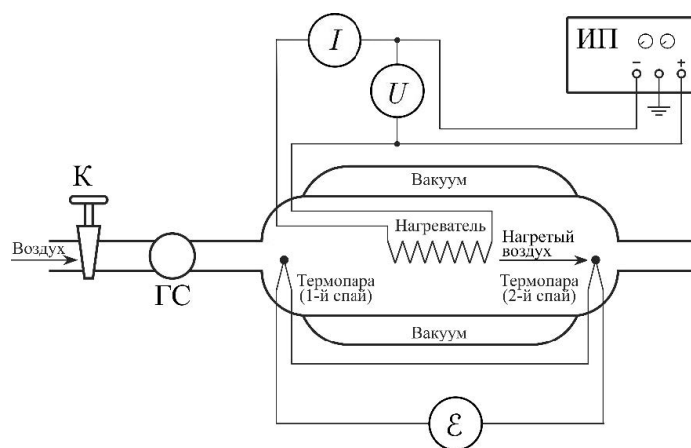 I
ИП
U
− +
К
Вакуум
Воздух
Нагреватель
Нагретый
воздух
ГС
Термопара
(1-й спай)
Термопара
(2-й спай)
Вакуум
ℰ